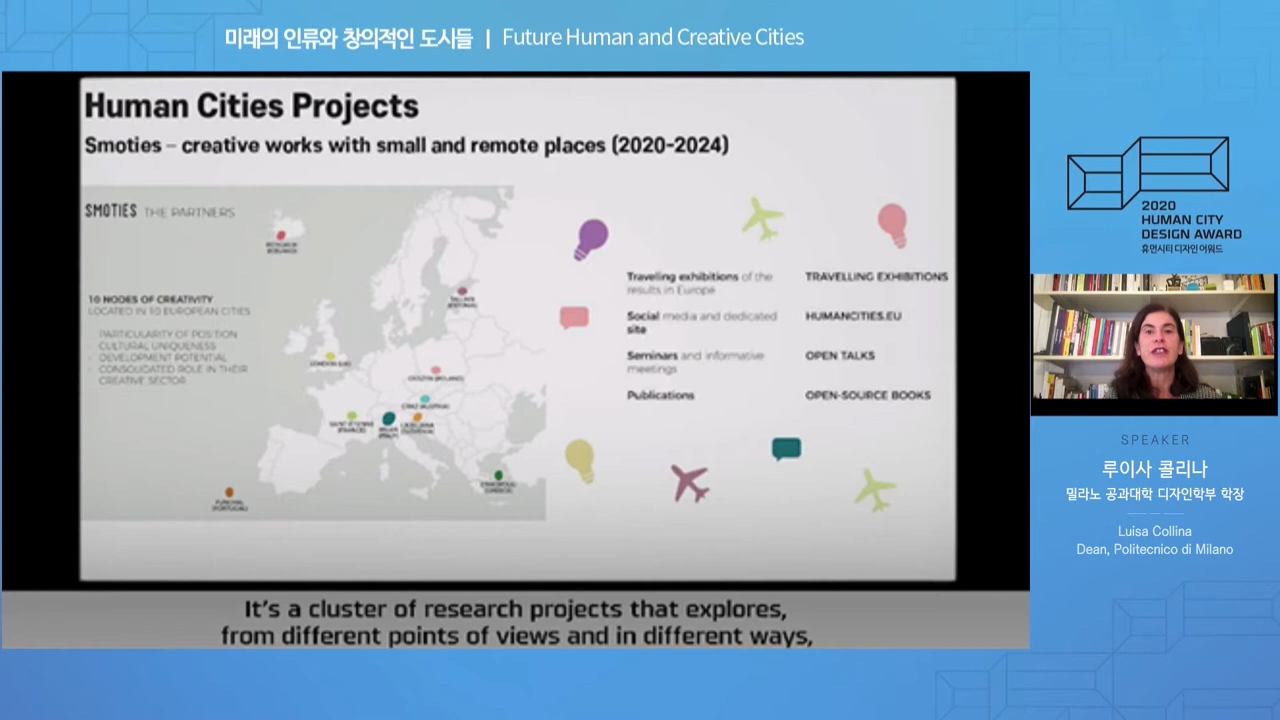 미래의 인류와 창의적인 도시들 | Future Human and Creative Cities
Human Cities Projects
Smoties – creative works with small and remote places (2020-2024)
SMOTIES THE PARTNERS
10 NODES OF CREATIVITY
LOCATED IN 10 EUROPEAN CITIES
PARTICULARITY OF POSITION
CULTURAL UNIQUENESS
DEVELOPMENT POTENTIAL
CONSOLIDATED ROLE IN THEIR
CREATIVE SECTOR
Traveling exhibitions of the
results in Europe
TRAVELLING EXHIBITIONS
Social media and dedicated
site
HUMANCITIES.EU
Seminars and informative
meetings
OPEN TALKS
Publications
OPEN-SOURCE BOOKS
It's a cluster of research projects that explores,
from different points of views and in different ways,
2020
HUMAN CITY
DESIGN AWARD
휴먼시티 디자인 어워드
SPEAKER
루이사 콜리나
밀라노 공과대학 디자인학부 학장
Luisa Collina
Dean, Politecnico di Milano